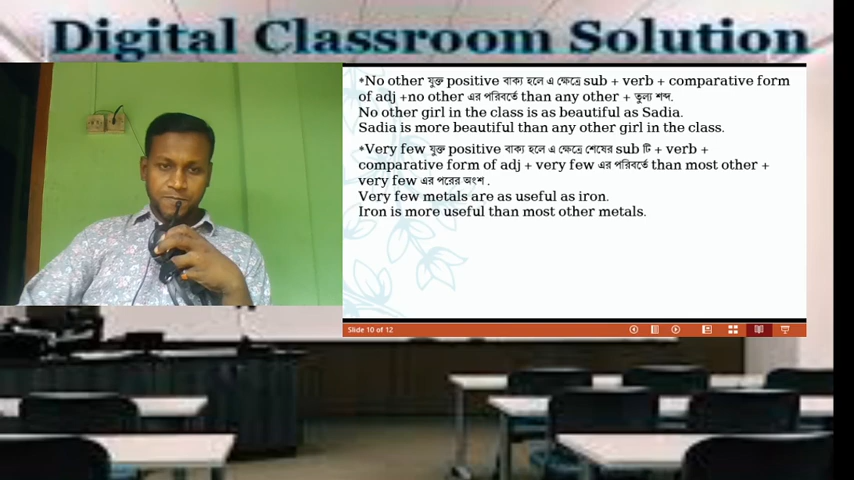 Digital Classroom Solution
*No other যুক্ত positive বাক্য হলে এ ক্ষেত্রে sub + verb + comparative form
of adj +no other এর পরিবর্তে than any other + তুল্য শব্দ.
No other girl in the class is as beautiful as Sadia.
Sadia is more beautiful than any other girl in the class.
*Very few যুক্ত positive বাক্য হলে এ ক্ষেত্রে শেষের sub টি + verb +
comparative form of adj + very few এর পরিবর্তে than most other +
very few এর পরের অংশ .
Very few metals are as useful as iron.
Iron is more useful than most other metals.
Slide 10 of 12